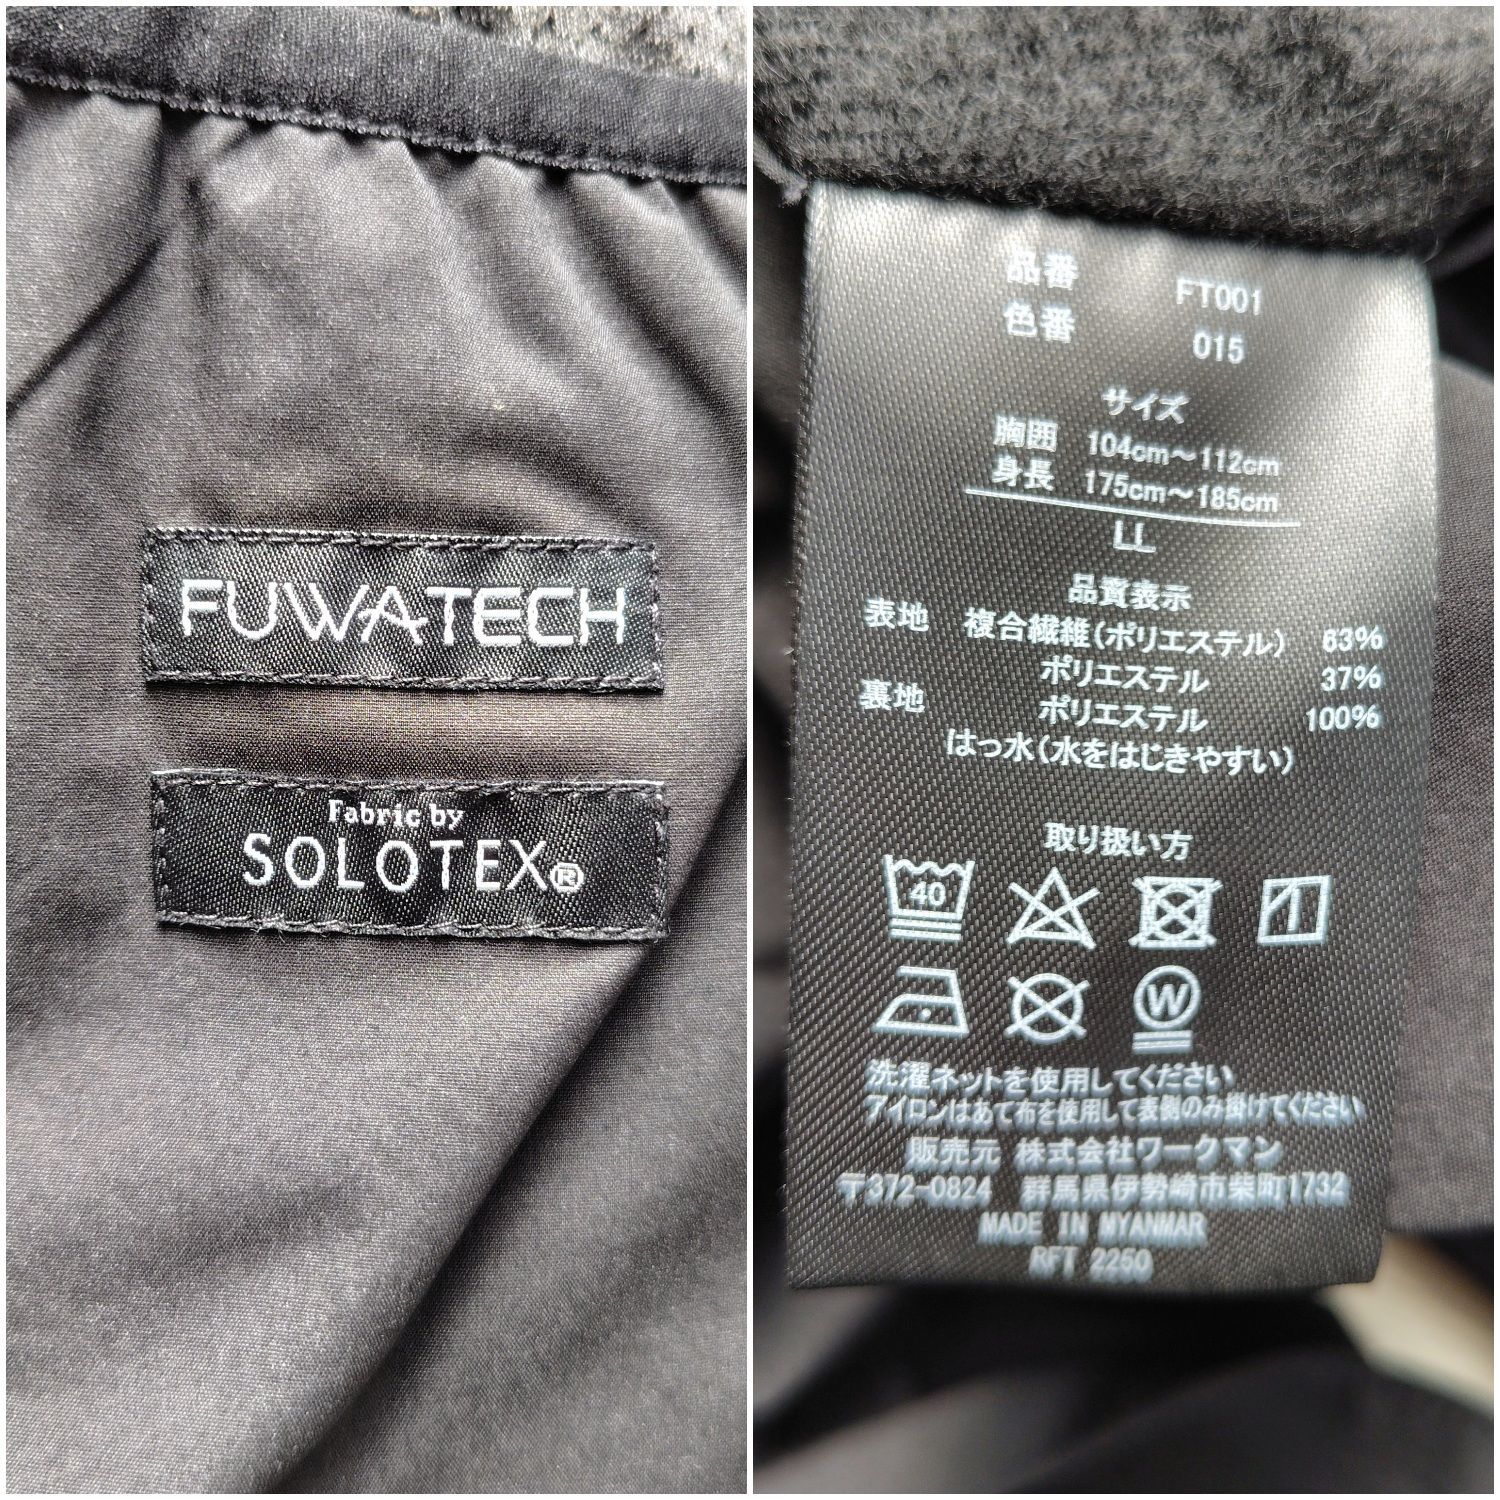 FUWATECH
Fabric by
SOLOTEX®
品番 FT001
色番 015
サイズ
胸囲 104cm～112cm
身長 175cm～185cm
LL
品質表示
表地 複合繊維(ポリエステル) 63%
ポリエステル 37%
裏地 ポリエステル 100%
はっ水(水をはじきやすい)
取り扱い方
40
W
洗濯ネットを使用してください
アイロンはあて布を使用して表側のみ掛けてください
販売元 株式会社ワークマン
〒372-0824 群馬県伊勢崎市柴町1732
MADE IN MYANMAR
RFT 2250